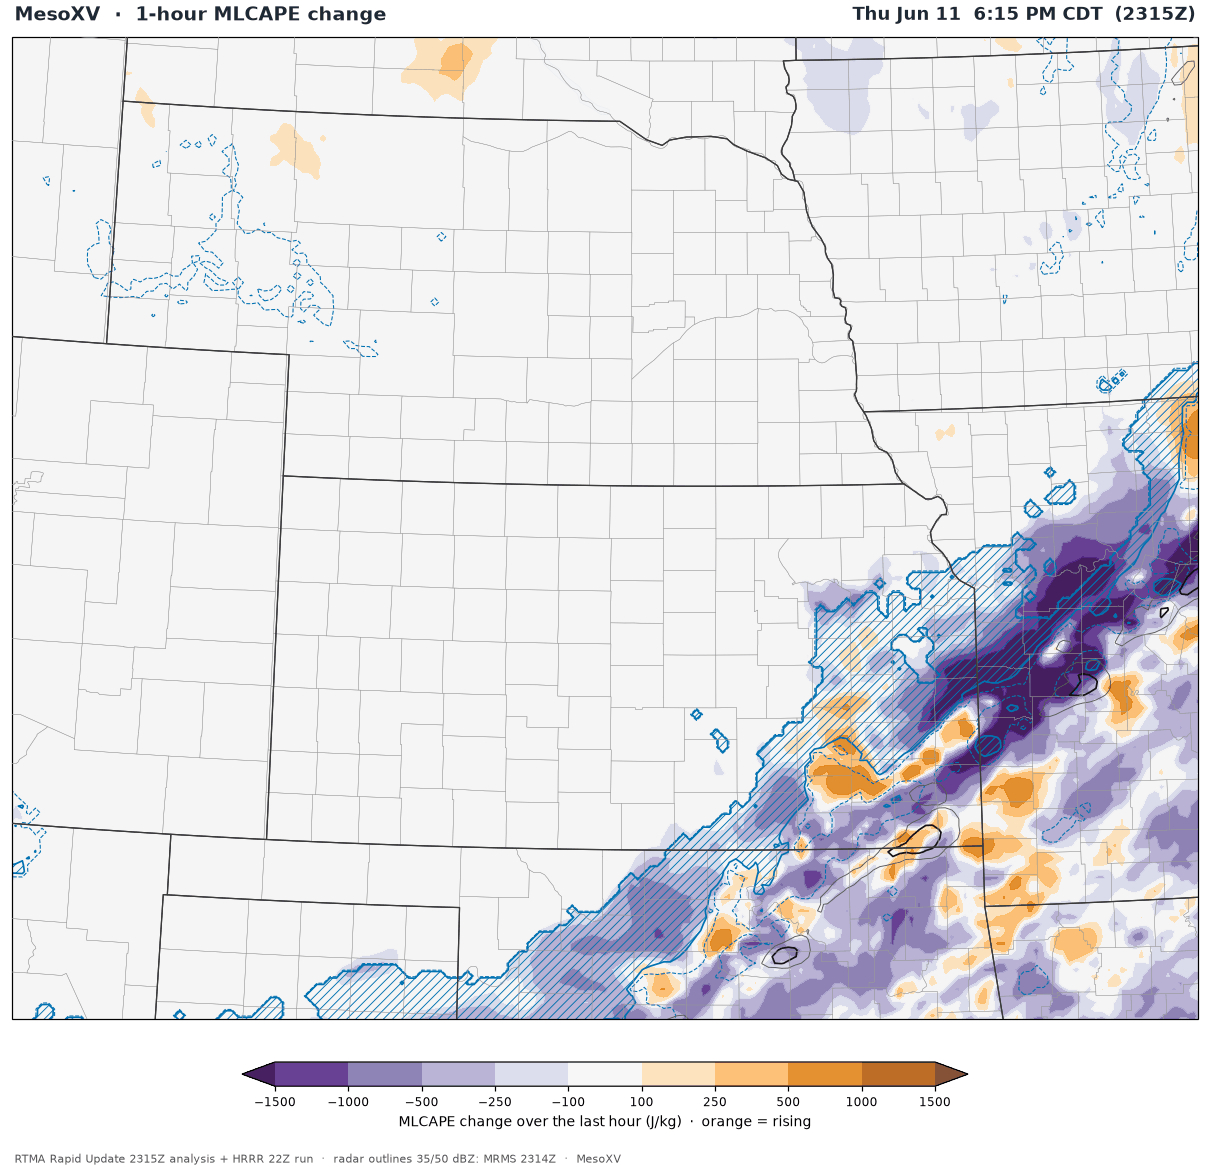 MesoXV · 1-hour MLCAPE change
Thu Jun 11 6:15 PM CDT (2315Z)
−1500 −1000 −500 −250 −100 100 250 500 1000 1500
MLCAPE change over the last hour (J/kg) · orange = rising
RTMA Rapid Update 2315Z analysis + HRRR 22Z run · radar outlines 35/50 dBZ: MRMS 2314Z · MesoXV